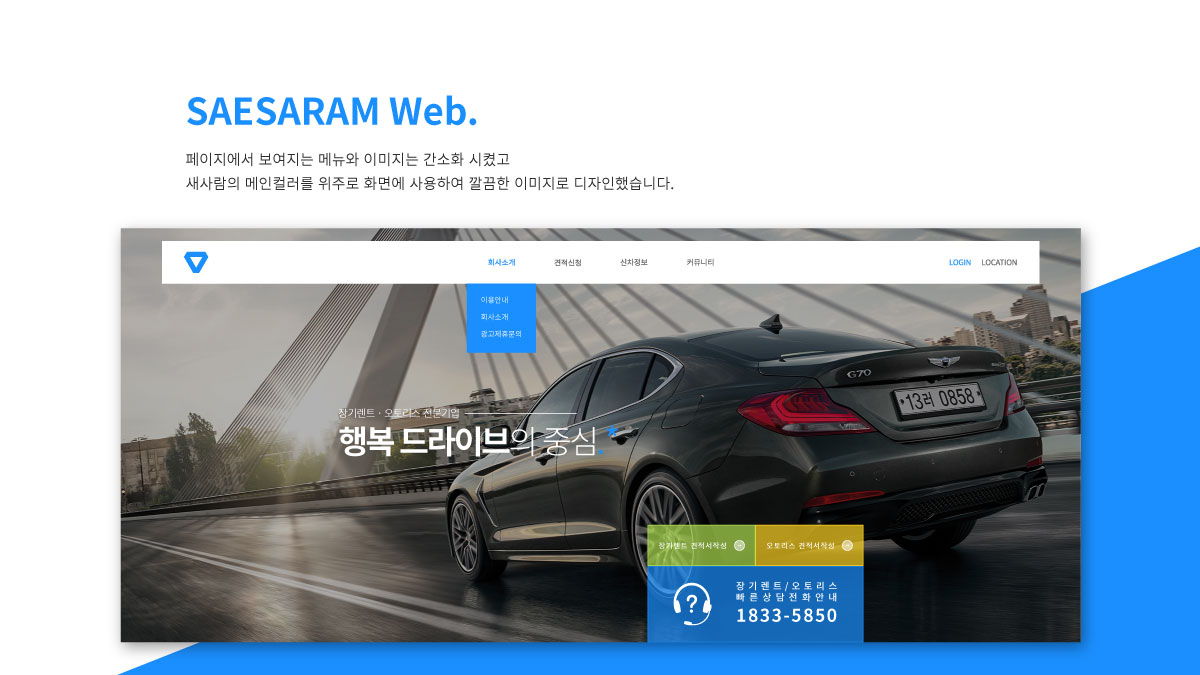 SAESARAM Web.
페이지에서 보여지는 메뉴와 이미지는 간소화 시켰고
새사람의 메인컬러를 위주로 화면에 사용하여 깔끔한 이미지로 디자인했습니다.
회사소개 견적신청 신차정보 커뮤니티 LOGIN LOCATION
이용안내
회사소개
광고제휴문의
G70
13러 0858
장기렌트 · 오토리스 전문기업
행복 드라이브의 중심.
장기렌트 견적서작성 오토리스 견적서작성
장기렌트/오토리스
빠른상담전화안내
1833-5850